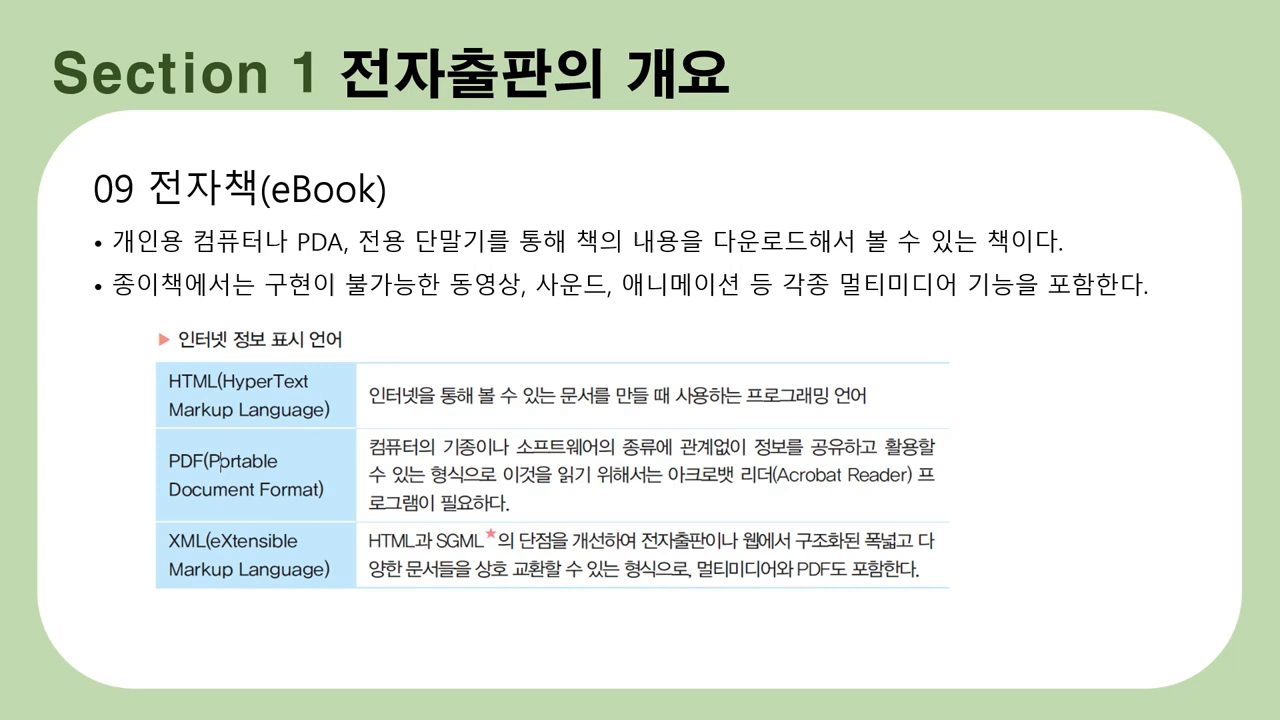 Section 1 전자출판의 개요
09 전자책(eBook)
• 개인용 컴퓨터나 PDA, 전용 단말기를 통해 책의 내용을 다운로드해서 볼 수 있는 책이다.
• 종이책에서는 구현이 불가능한 동영상, 사운드, 애니메이션 등 각종 멀티미디어 기능을 포함한다.
▶ 인터넷 정보 표시 언어
HTML(HyperText
Markup Language)
인터넷을 통해 볼 수 있는 문서를 만들 때 사용하는 프로그래밍 언어
PDF(Portable
Document Format)
컴퓨터의 기종이나 소프트웨어의 종류에 관계없이 정보를 공유하고 활용할
수 있는 형식으로 이것을 읽기 위해서는 아크로뱃 리더(Acrobat Reader) 프
로그램이 필요하다.
XML(eXtensible
Markup Language)
HTML과 SGML★의 단점을 개선하여 전자출판이나 웹에서 구조화된 폭넓고 다
양한 문서들을 상호 교환할 수 있는 형식으로, 멀티미디어와 PDF도 포함한다.